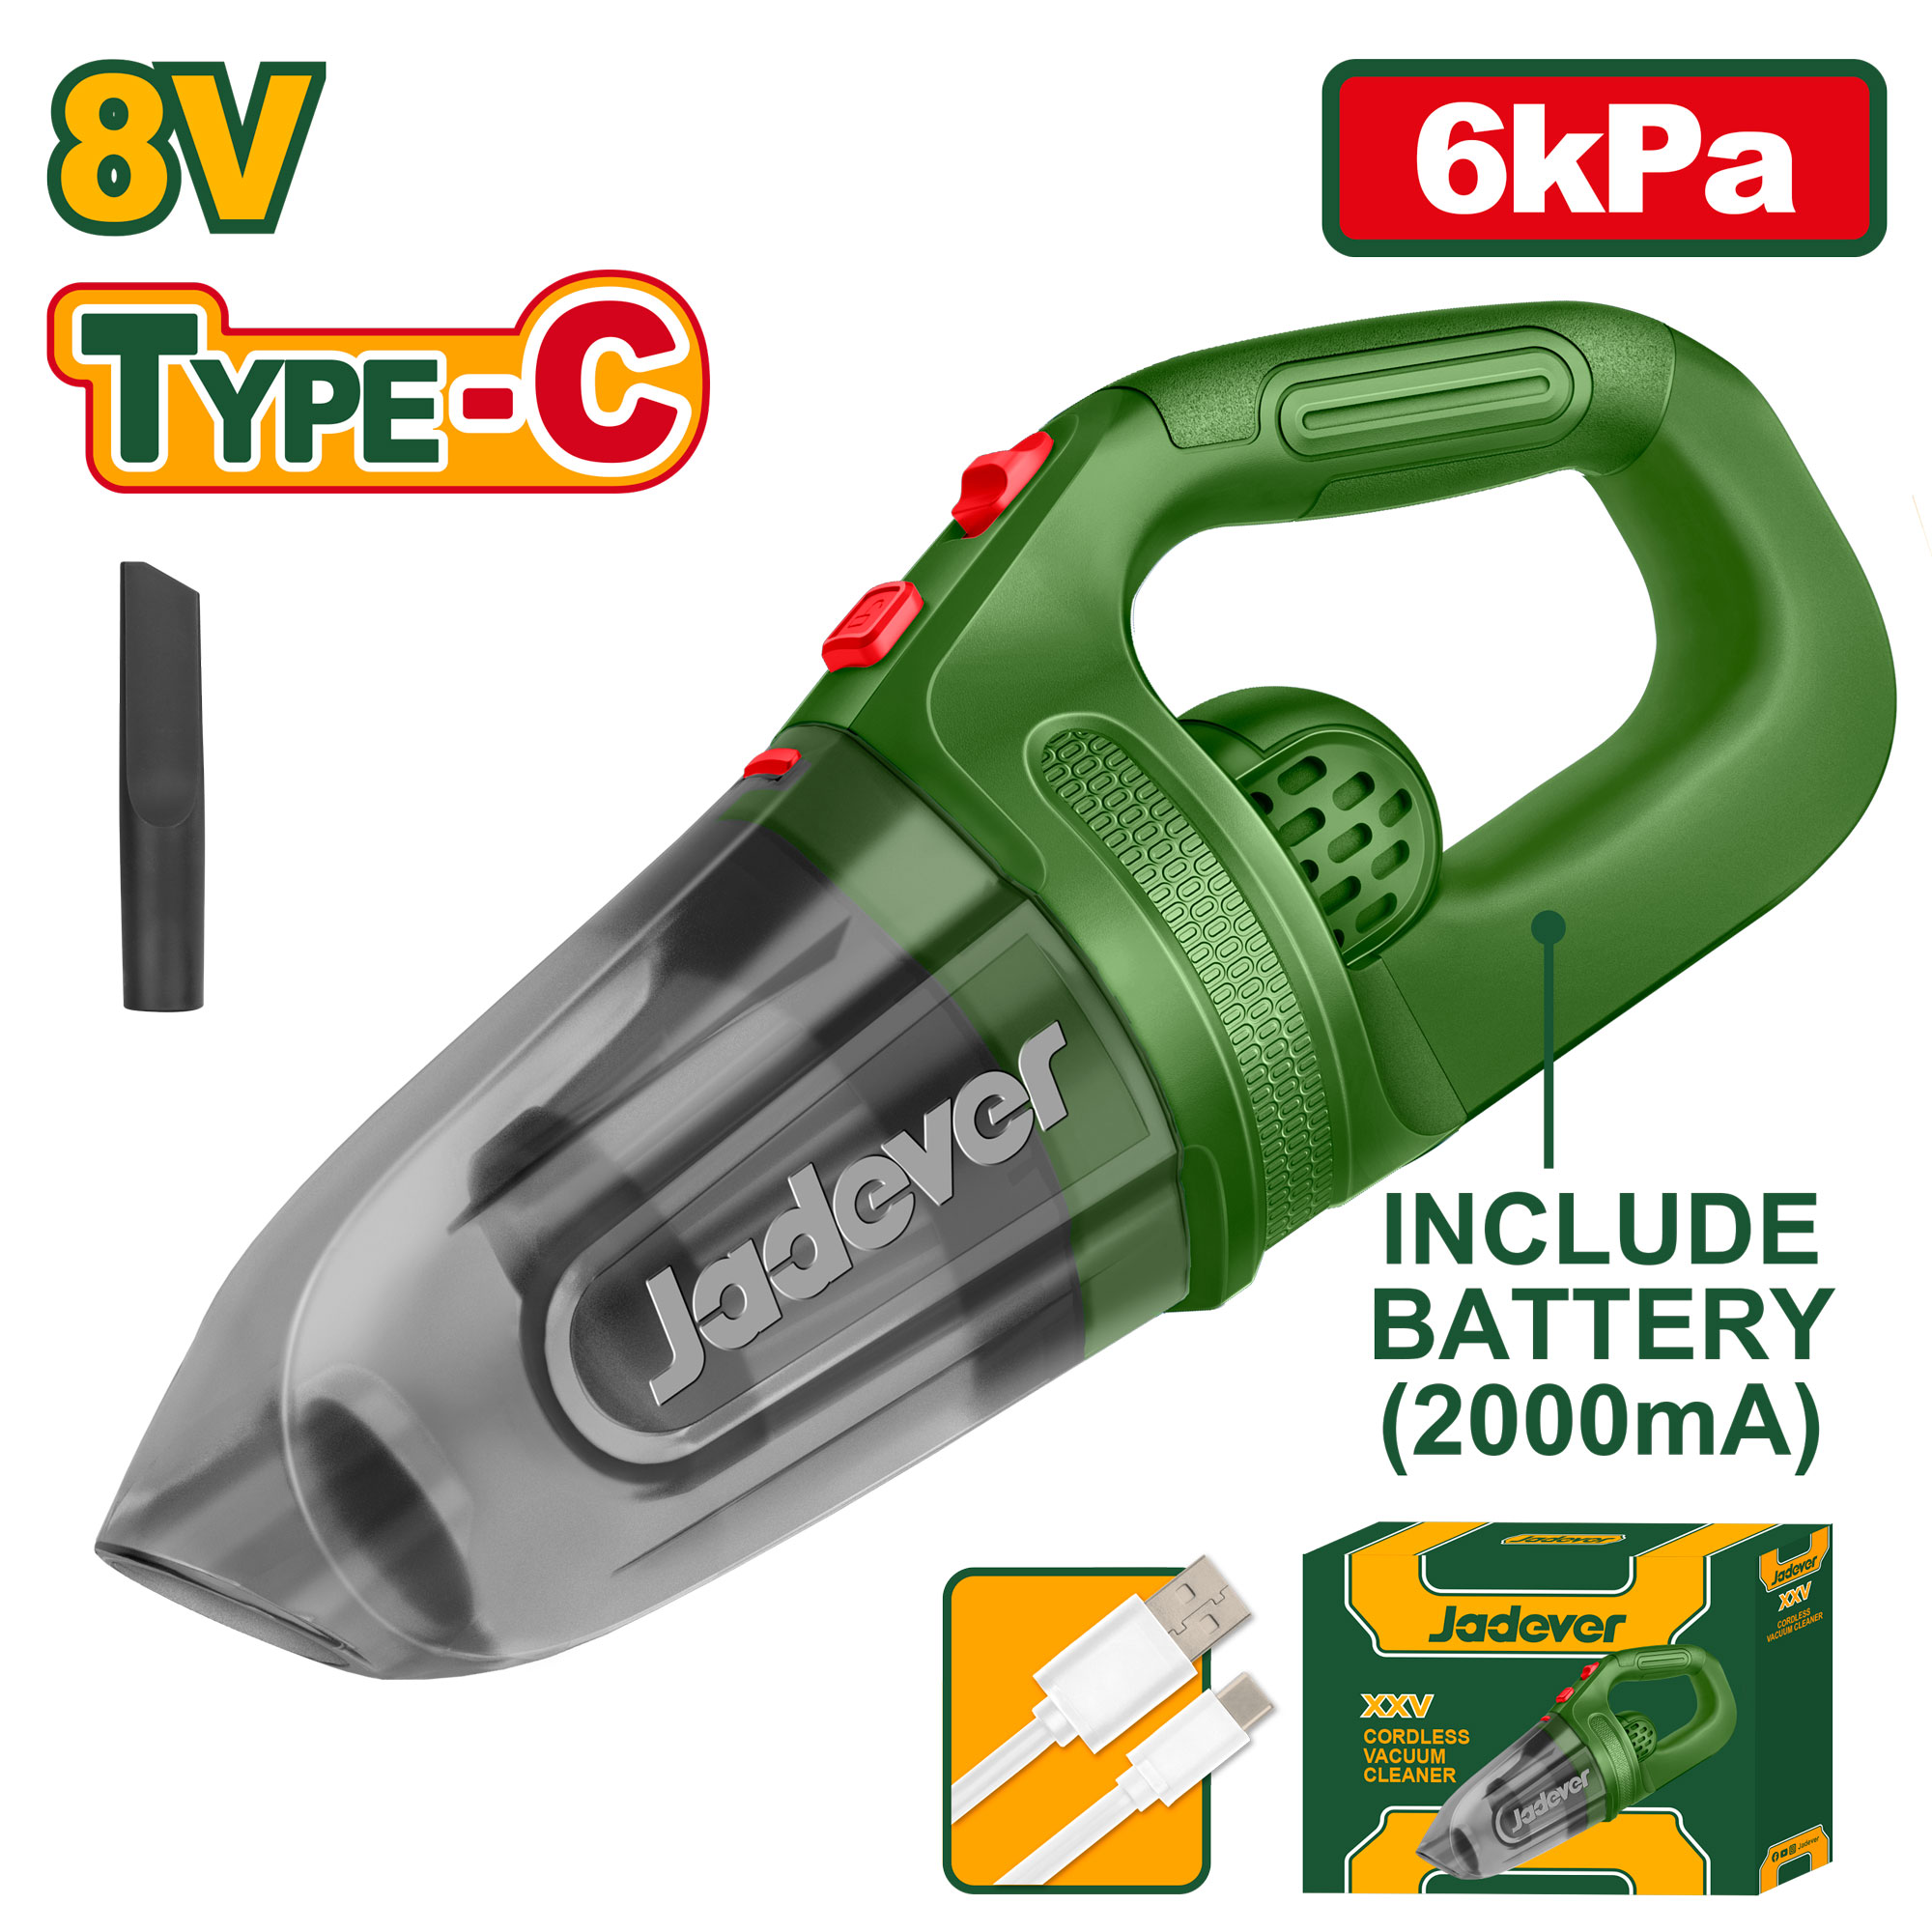 8V
6kPa
TYPE-C
Jadever
INCLUDE
BATTERY
(2000mA)
Jadever
Jadever
XXV
CORDLESS
VACUUM
CLEANER
Jadever
Jadever
XXV
CORDLESS
VACUUM CLEANER
Jadever